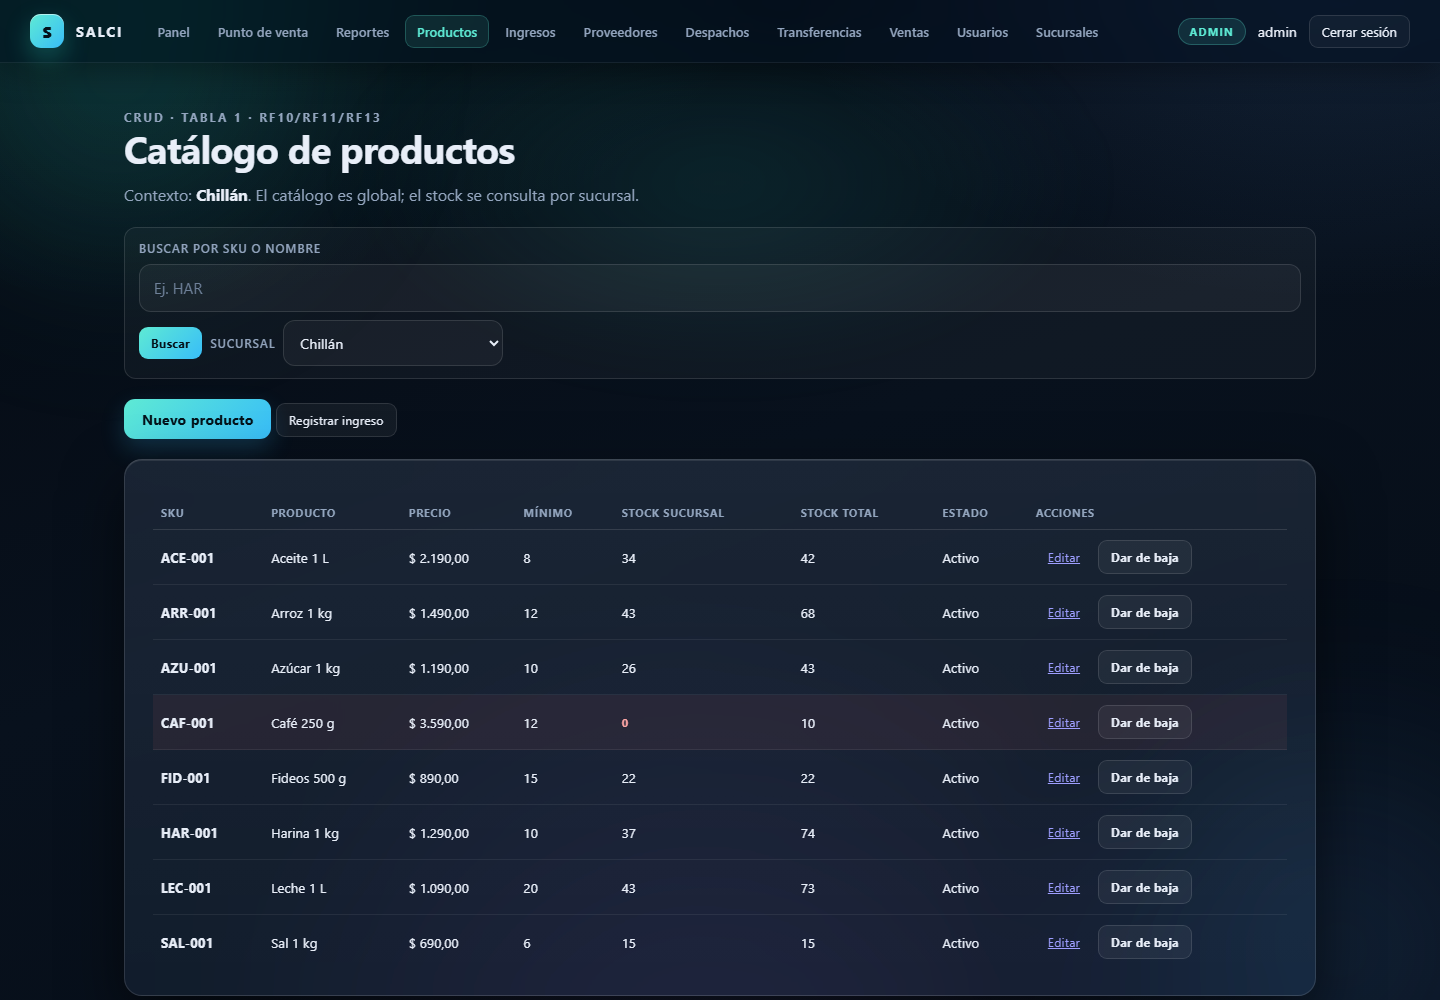 S SALCI Panel Punto de venta Reportes Productos Ingresos Proveedores Despachos Transferencias Ventas Usuarios Sucursales ADMIN admin Cerrar sesión
CRUD · TABLA 1 · RF10/RF11/RF13
Catálogo de productos
Contexto: Chillán. El catálogo es global; el stock se consulta por sucursal.
BUSCAR POR SKU O NOMBRE
Ej. HAR
Buscar SUCURSAL Chillán
Nuevo producto Registrar ingreso
SKU PRODUCTO PRECIO MÍNIMO STOCK SUCURSAL STOCK TOTAL ESTADO ACCIONES
ACE-001 Aceite 1 L $ 2.190,00 8 34 42 Activo Editar Dar de baja
ARR-001 Arroz 1 kg $ 1.490,00 12 43 68 Activo Editar Dar de baja
AZU-001 Azúcar 1 kg $ 1.190,00 10 26 43 Activo Editar Dar de baja
CAF-001 Café 250 g $ 3.590,00 12 0 10 Activo Editar Dar de baja
FID-001 Fideos 500 g $ 890,00 15 22 22 Activo Editar Dar de baja
HAR-001 Harina 1 kg $ 1.290,00 10 37 74 Activo Editar Dar de baja
LEC-001 Leche 1 L $ 1.090,00 20 43 73 Activo Editar Dar de baja
SAL-001 Sal 1 kg $ 690,00 6 15 15 Activo Editar Dar de baja